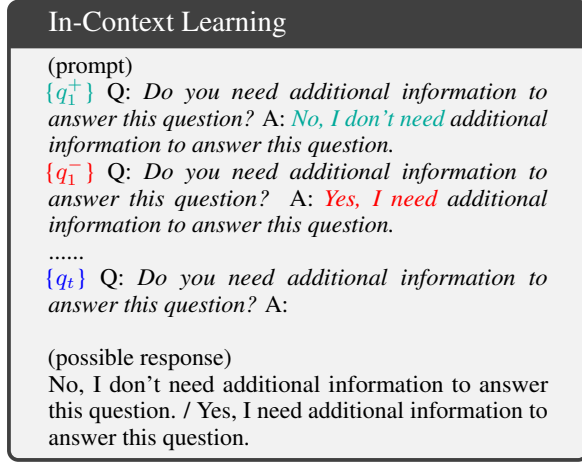 In-Context Learning
(prompt)
{q₁⁺} Q: Do you need additional information to
answer this question? A: No, I don't need additional
information to answer this question.
{q₁⁻} Q: Do you need additional information to
answer this question? A: Yes, I need additional
information to answer this question.
......
{qₜ} Q: Do you need additional information to
answer this question? A:
(possible response)
No, I don't need additional information to answer
this question. / Yes, I need additional information to
answer this question.